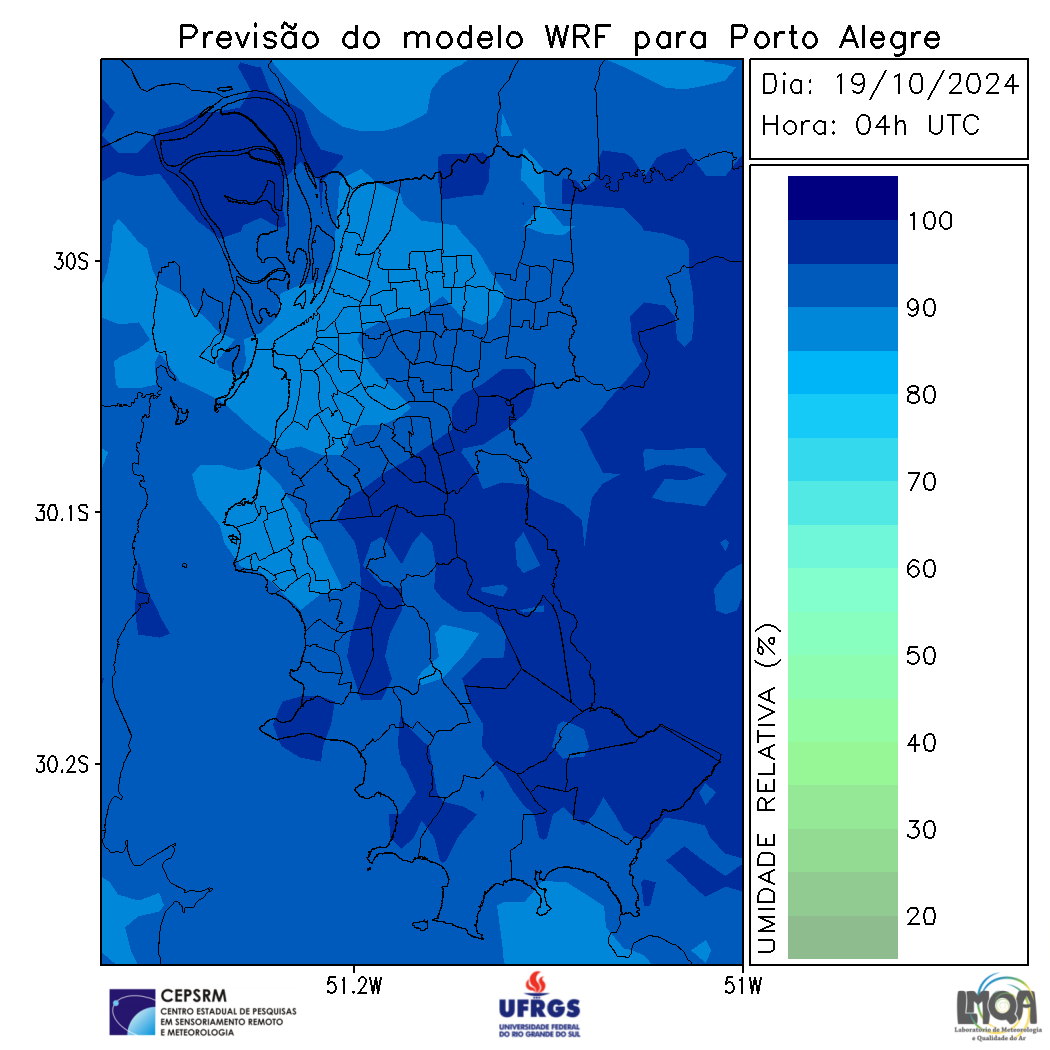 Previsão do modelo WRF para Porto Alegre
Dia: 19/10/2024
Hora: 04h UTC
30S
30.1S
30.2S
51.2W
51W
100
90
80
70
60
50
40
30
20
UMIDADE RELATIVA (%)
CEPSRM
CENTRO ESTADUAL DE PESQUISAS
EM SENSORIAMENTO REMOTO
E METEOROLOGIA
UFRGS
UNIVERSIDADE FEDERAL
DO RIO GRANDE DO SUL
LMQA
Laboratório de Meteorologia
e Qualidade do Ar